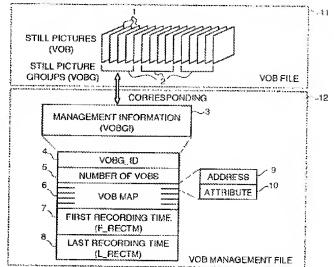 1
11
STILL PICTURES
(VOB)
STILL PICTURE
GROUPS (VOBG)
2
VOB FILE
CORRESPONDING
12
MANAGEMENT INFORMATION
(VOBGI)
3
4
VOBG_ID
5
NUMBER OF VOBS
6
VOB MAP
7
FIRST RECORDING TIME
(F_RECTM)
8
LAST RECORDING TIME
(L_RECTM)
ADDRESS
9
ATTRIBUTE
10
VOB MANAGEMENT FILE